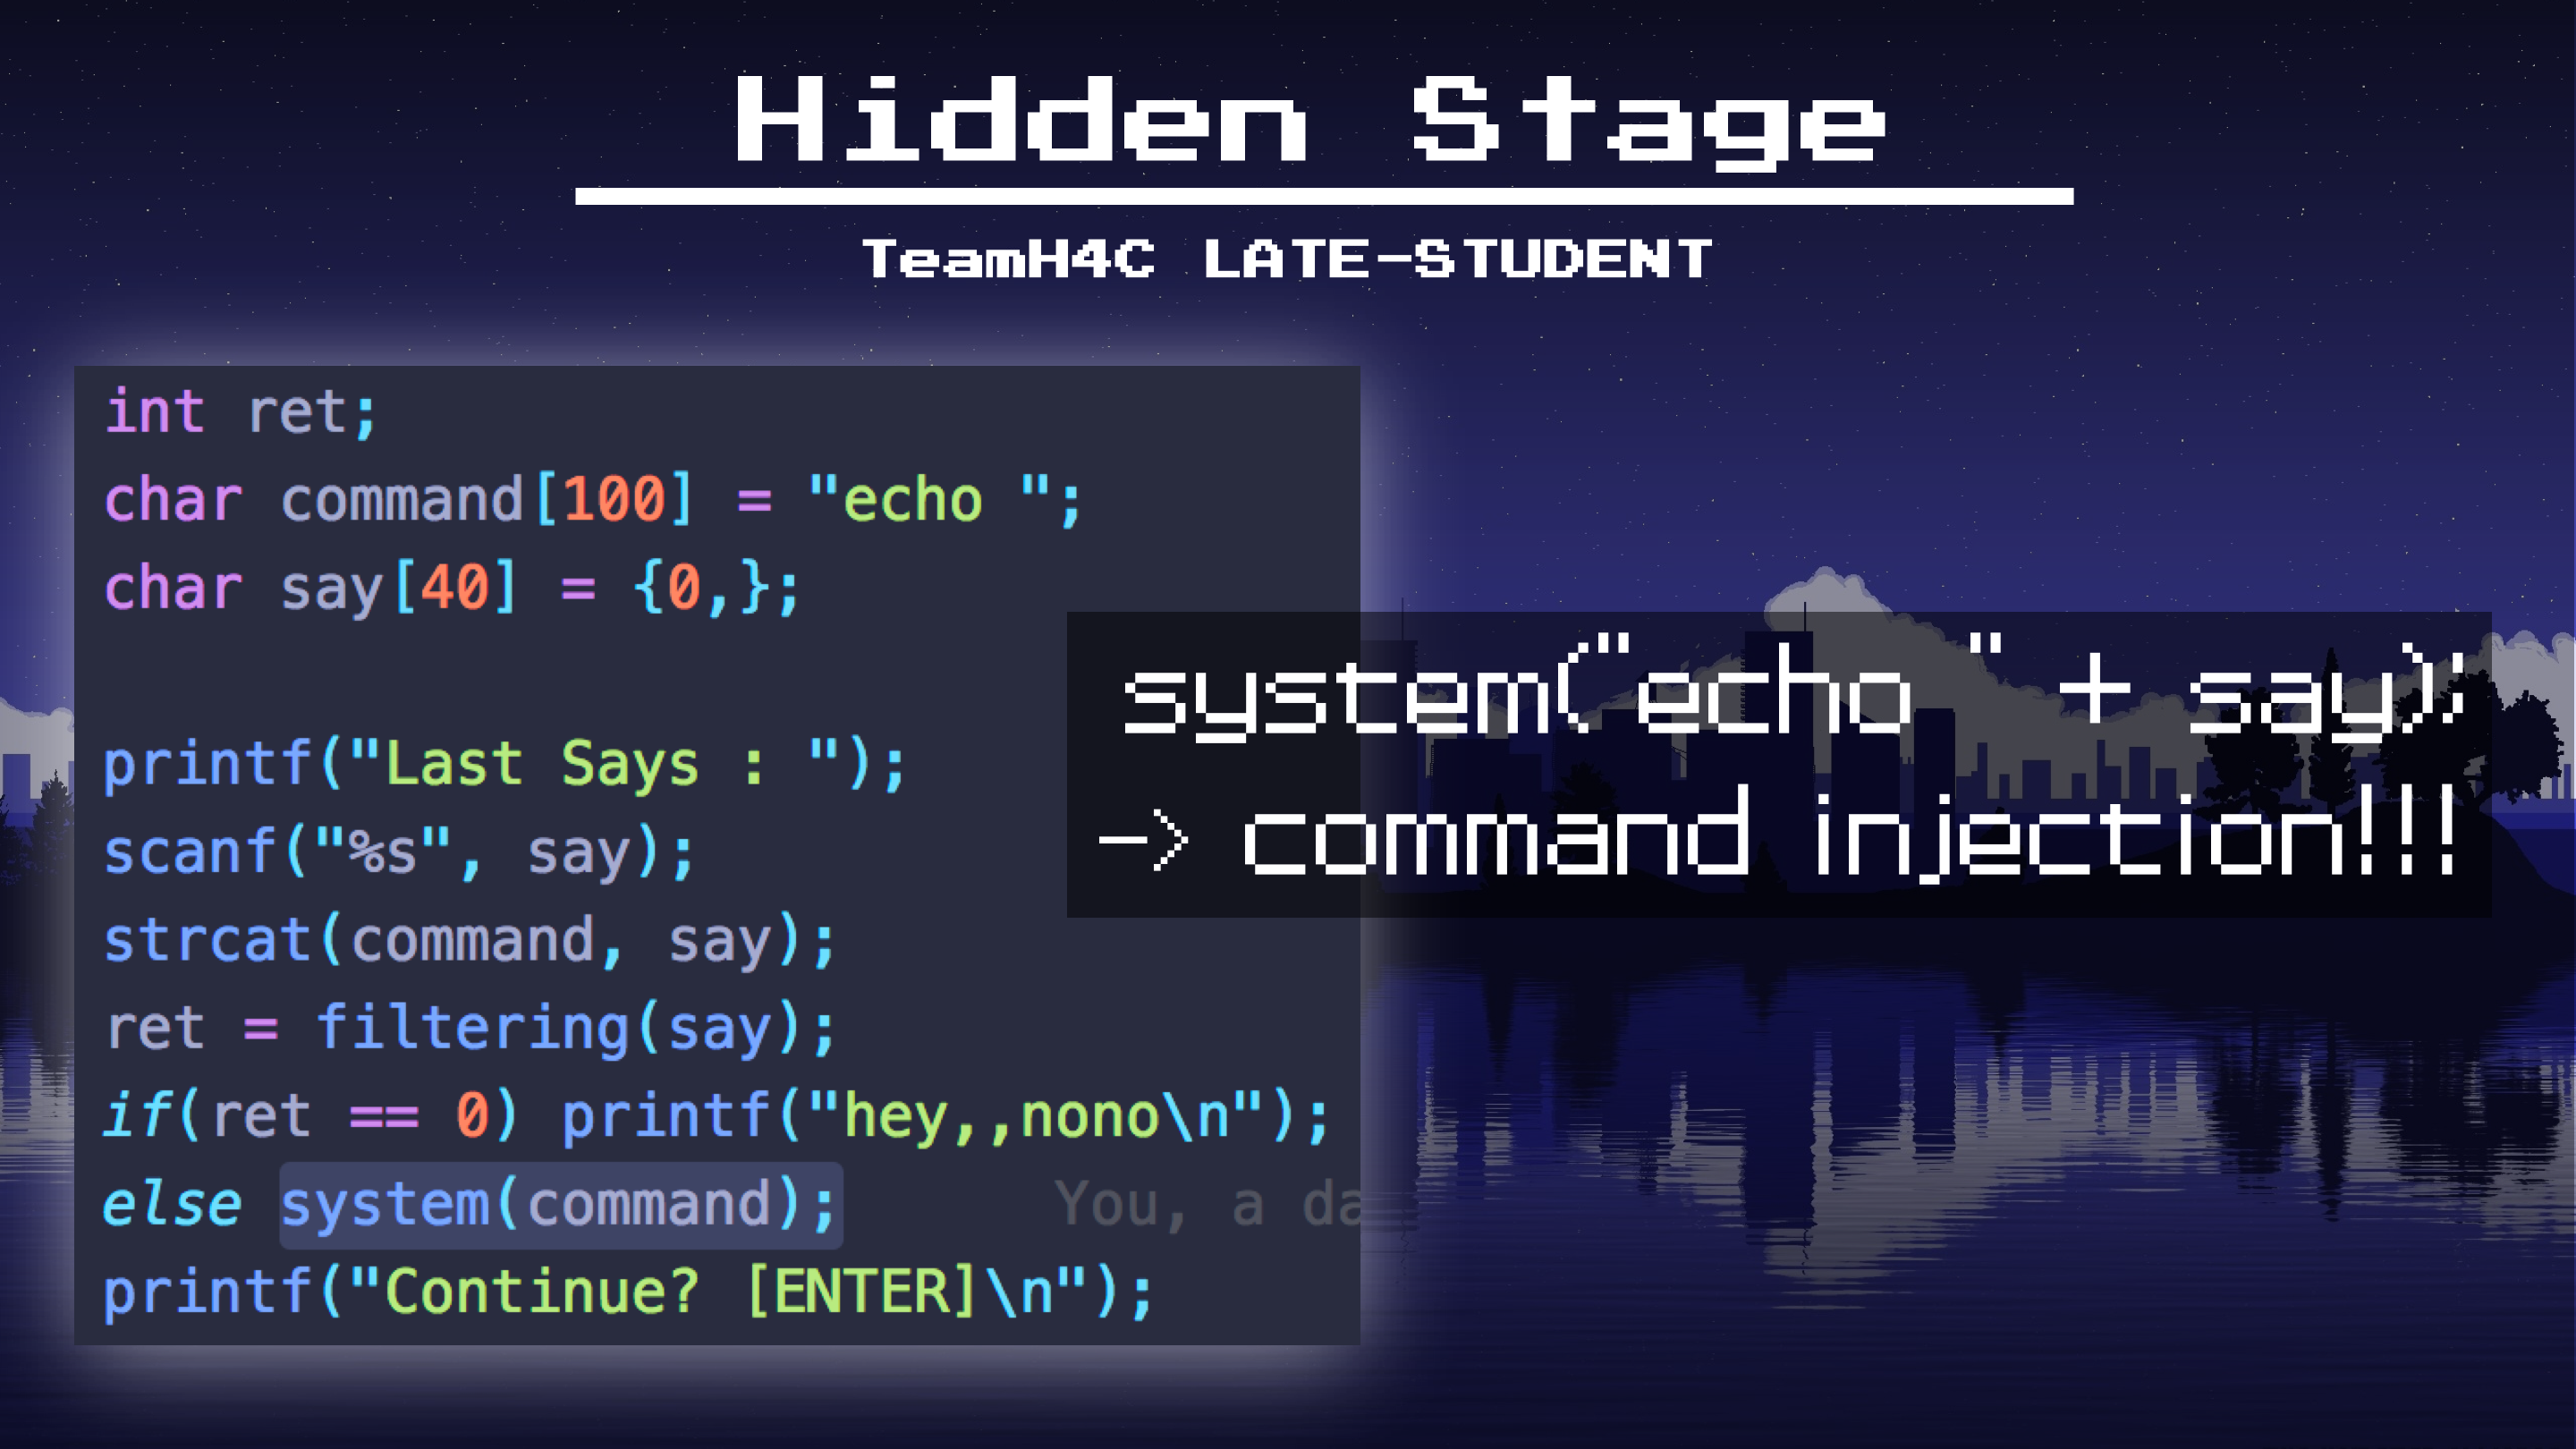 Hidden Stage
TeamH4C LATE-STUDENT
int ret;
char command[100] = "echo ";
char say[40] = {0,};
printf("Last Says : ");
scanf("%s", say);
strcat(command, say);
ret = filtering(say);
if(ret == 0) printf("hey,,nono\n");
else system(command); You, a da
printf("Continue? [ENTER]\n");
system("echo " + say);
-> command injection!!!